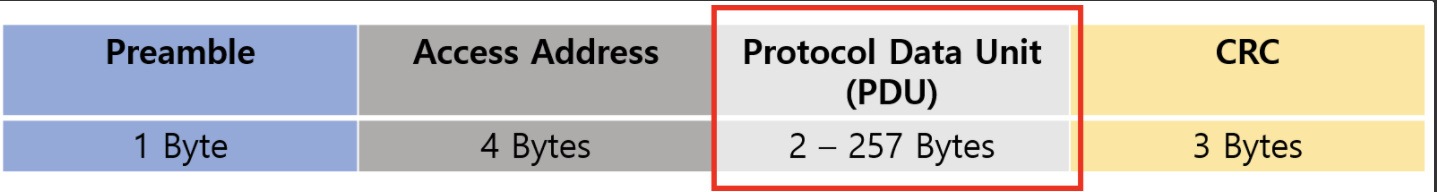 Preamble
Access Address
Protocol Data Unit
(PDU)
CRC
1 Byte
4 Bytes
2 – 257 Bytes
3 Bytes